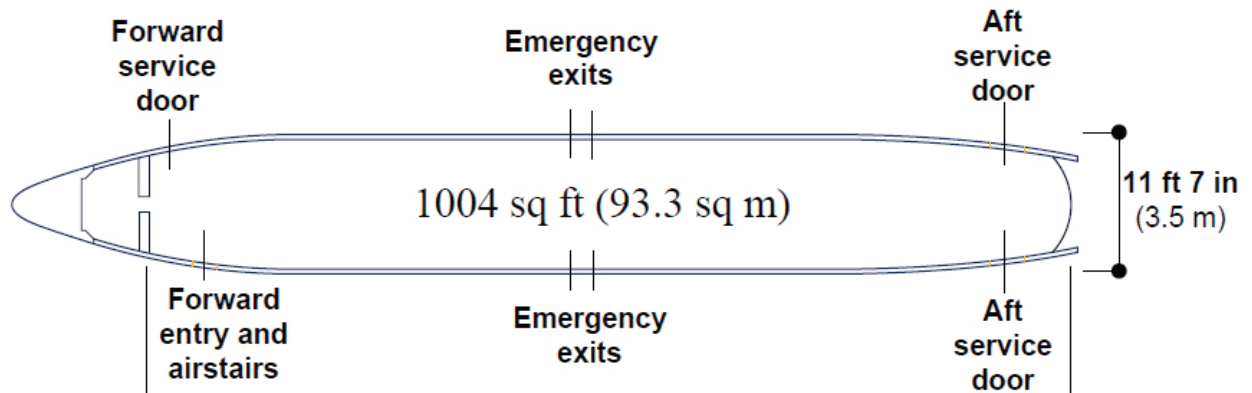 Forward
service
door
Emergency
exits
Aft
service
door
1004 sq ft (93.3 sq m)
11 ft 7 in
(3.5 m)
Forward
entry and
airstairs
Emergency
exits
Aft
service
door